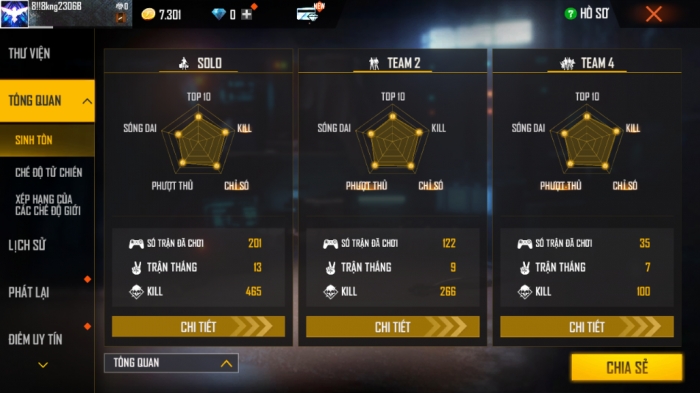 8!!8kng2306B
0
7.301
0
NEW
HỒ SƠ
THƯ VIỆN
TỔNG QUAN
SINH TỒN
CHẾ ĐỘ TỬ CHIẾN
XẾP HẠNG CỦA
CÁC CHẾ ĐỘ GIỚI
LỊCH SỬ
PHÁT LẠI
ĐIỂM UY TÍN
SOLO
TOP 10
SỐNG DAI
KILL
PHƯỢT THỦ
CHỈ SỐ
SỐ TRẬN ĐÃ CHƠI 201
TRẬN THẮNG 13
KILL 465
CHI TIẾT
TEAM 2
TOP 10
SỐNG DAI
KILL
PHƯỢT THỦ
CHỈ SỐ
SỐ TRẬN ĐÃ CHƠI 122
TRẬN THẮNG 9
KILL 266
CHI TIẾT
TEAM 4
TOP 10
SỐNG DAI
KILL
PHƯỢT THỦ
CHỈ SỐ
SỐ TRẬN ĐÃ CHƠI 35
TRẬN THẮNG 7
KILL 100
CHI TIẾT
TỔNG QUAN
CHIA SẺ